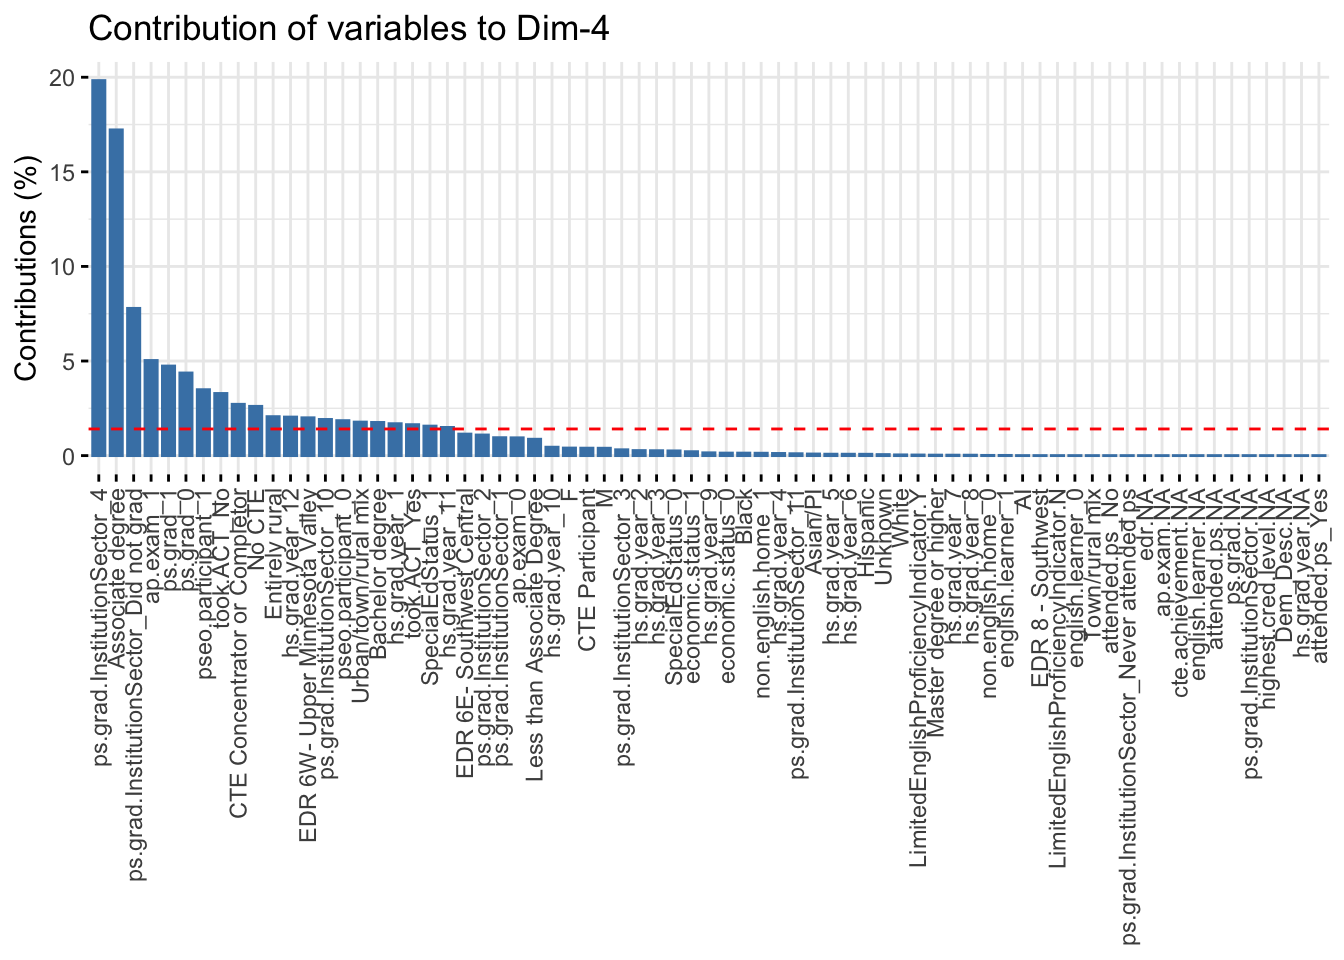 Contribution of variables to Dim-4
Contributions (%)
20
15
10
5
0
ps.grad.InstitutionSector_4
Associate degree
ps.grad.InstitutionSector_Did not grad
ap.exam_1
ps.grad_1
ps.grad_0
pseo.participant_1
took.ACT_No
CTE Concentrator or Completor
No CTE
Entirely rural
hs.grad.year_12
EDR 6W- Upper Minnesota Valley
ps.grad.InstitutionSector_10
pseo.participant_0
Urban/town/rural mix
Bachelor degree
hs.grad.year_1
took.ACT_Yes
SpecialEdStatus_1
hs.grad.year_11
EDR 6E- Southwest Central
ps.grad.InstitutionSector_2
ps.grad.InstitutionSector_1
ap.exam_0
Less than Associate Degree
hs.grad.year_10
F
CTE Participant
M
ps.grad.InstitutionSector_3
hs.grad.year_2
hs.grad.year_3
SpecialEdStatus_0
economic.status_1
hs.grad.year_9
economic.status_0
Black
non.english.home_1
hs.grad.year_4
ps.grad.InstitutionSector_11
Asian/PI
hs.grad.year_5
hs.grad.year_6
Hispanic
Unknown
White
LimitedEnglishProficiencyIndicator.Y
Master degree or higher
hs.grad.year_7
hs.grad.year_8
non.english.home_0
english.learner_1
AI
EDR 8 - Southwest
LimitedEnglishProficiencyIndicator.N
english.learner_0
Town/rural mix
attended.ps_No
ps.grad.InstitutionSector_Never attended ps
edr.NA
ap.exam.NA
cte.achievement.NA
english.learner.NA
attended.ps.NA
ps.grad.NA
ps.grad.InstitutionSector.NA
highest.cred.level.NA
Dem_Desc.NA
hs.grad.year.NA
attended.ps_Yes